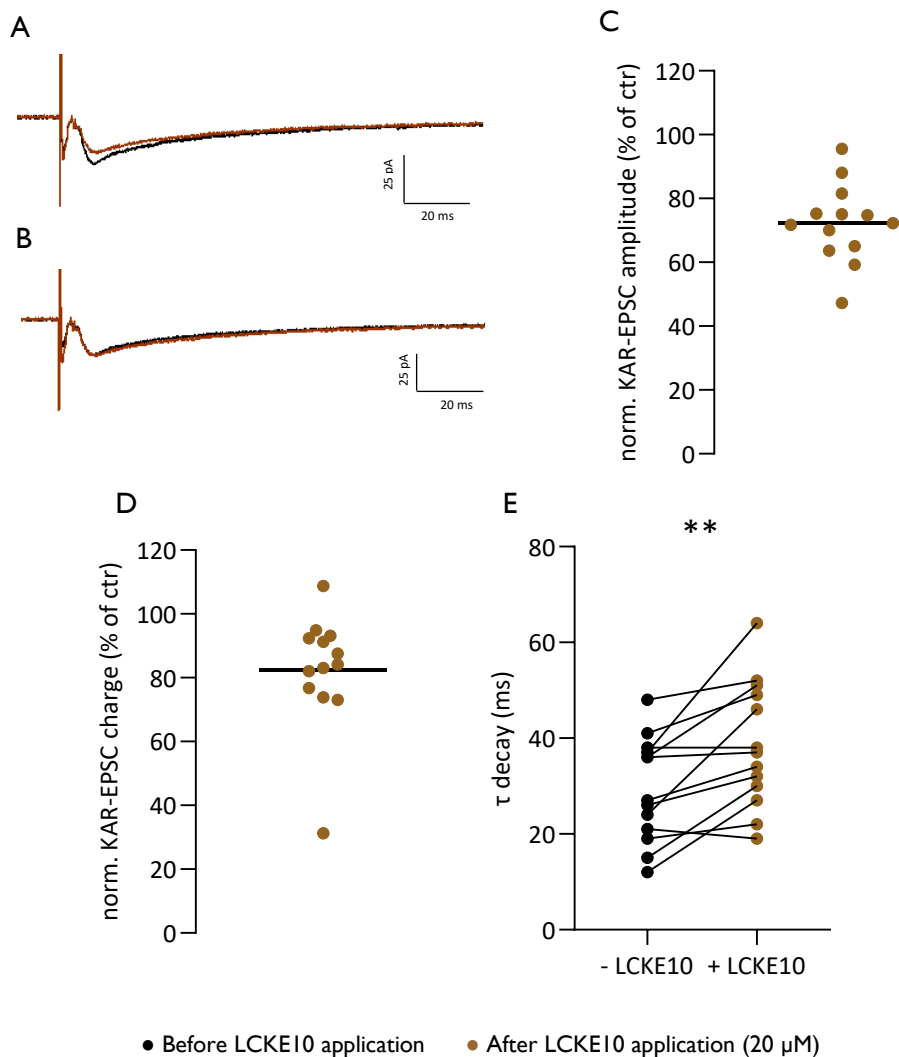 A
25 pA
20 ms
B
25 pA
20 ms
C
norm. KAR-EPSC amplitude (% of ctr)
120
100
80
60
40
20
0
D
norm. KAR-EPSC charge (% of ctr)
120
100
80
60
40
20
0
E
**
τ decay (ms)
80
60
40
20
0
- LCKE10 + LCKE10
Before LCKE10 application After LCKE10 application (20 µM)